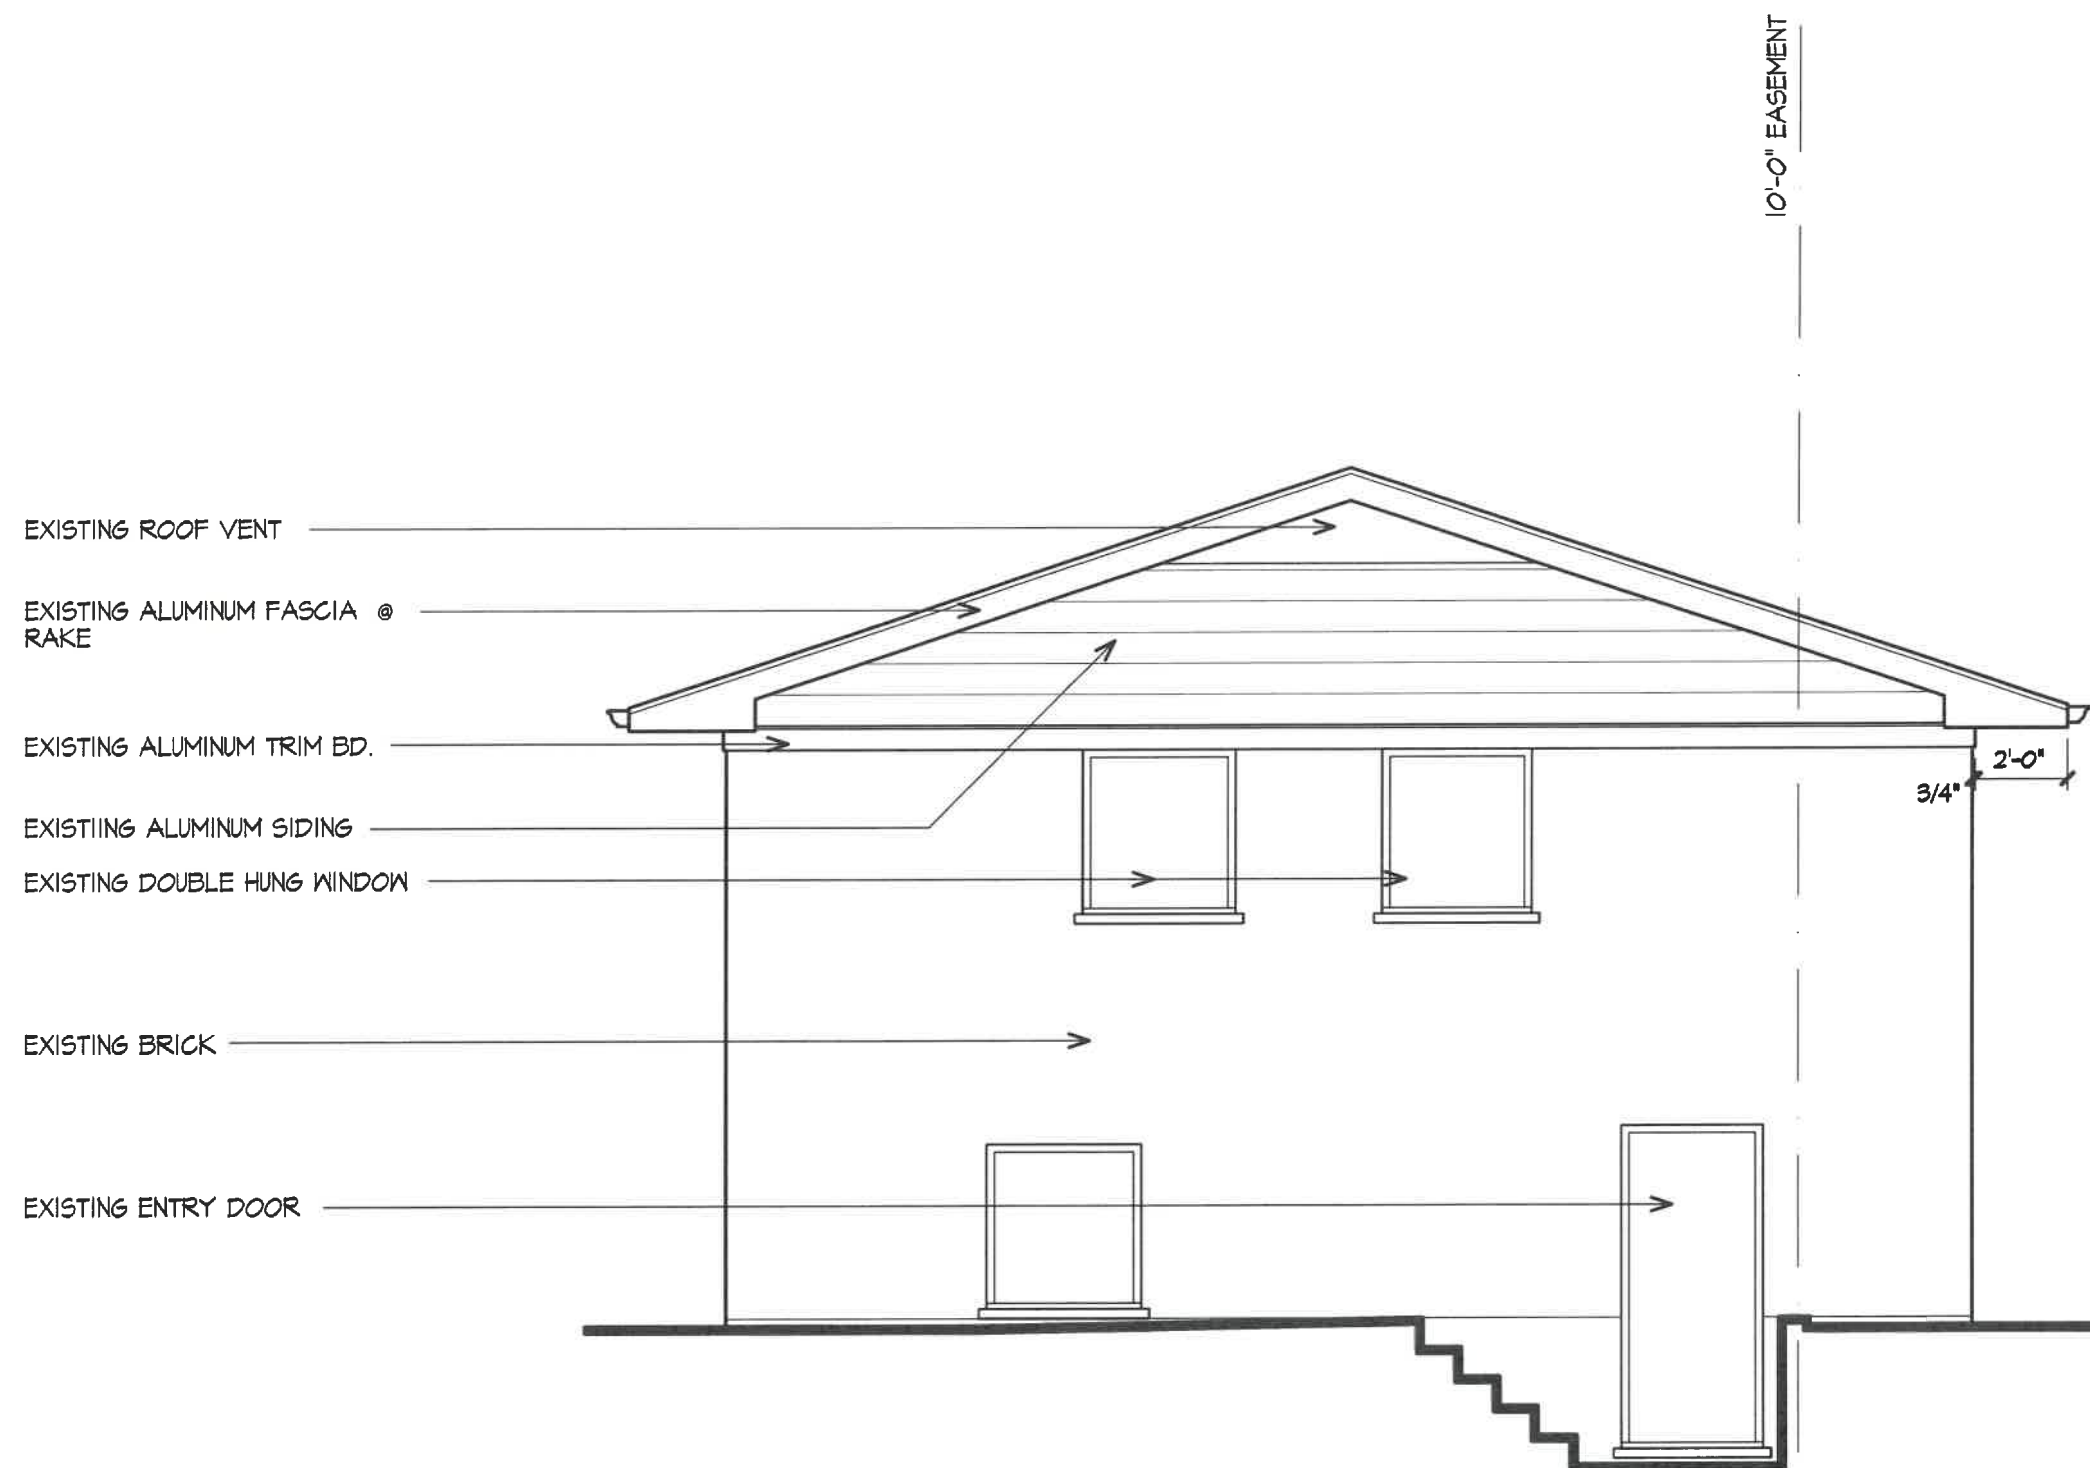 10'-0" EASEMENT
EXISTING ROOF VENT
EXISTING ALUMINUM FASCIA @
RAKE
EXISTING ALUMINUM TRIM BD.
2'-0"
3/4"
EXISTIING ALUMINUM SIDING
EXISTING DOUBLE HUNG WINDOW
EXISTING BRICK
EXISTING ENTRY DOOR